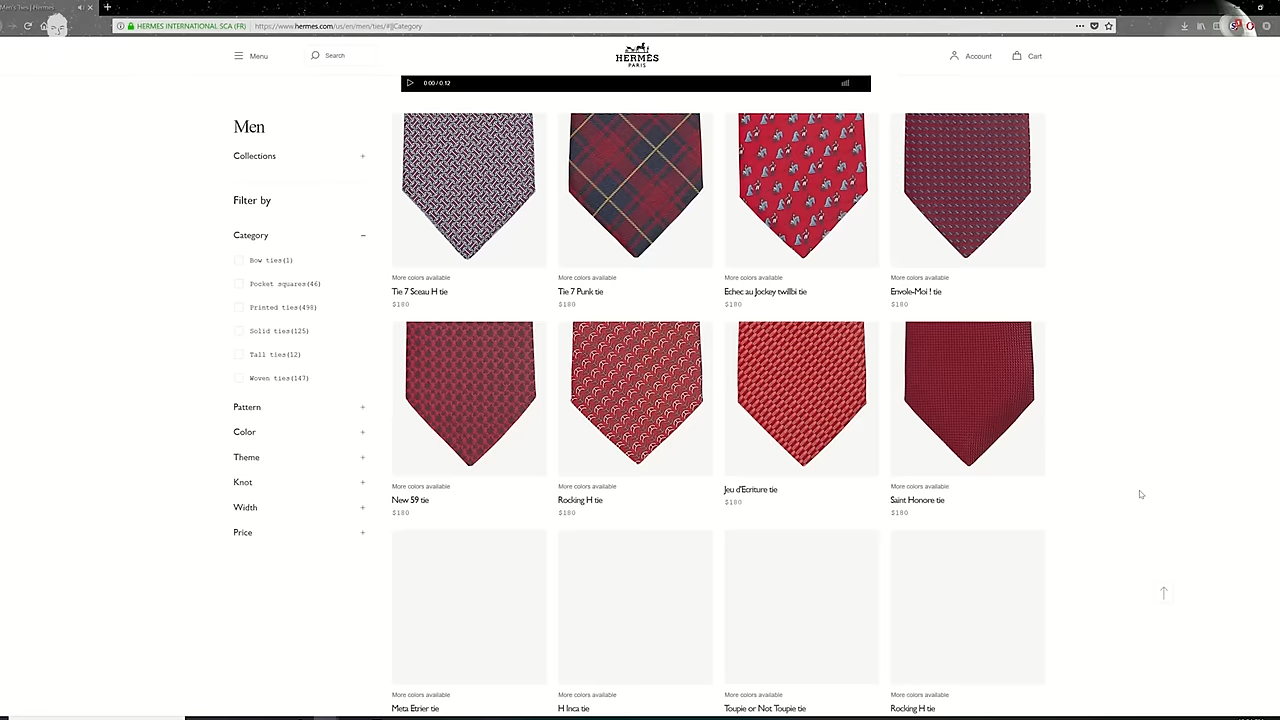 Men's Ties | Hermès
HERMES INTERNATIONAL SCA (FR)
https://www.hermes.com/us/en/men/ties/#||Category
Menu
Search
HERMÈS
PARIS
Account
Cart
0:00 / 0:12
Men
Collections
Filter by
Category
Bow ties(1)
Pocket squares(46)
Printed ties(498)
Solid ties(125)
Tall ties(12)
Woven ties(147)
Pattern
Color
Theme
Knot
Width
Price
More colors available
Tie 7 Sceau H tie
$180
More colors available
Tie 7 Punk tie
$180
More colors available
Echec au Jockey twillbi tie
$180
More colors available
Envole-Moi ! tie
$180
More colors available
New 59 tie
$180
More colors available
Rocking H tie
$180
Jeu d'Ecriture tie
$180
More colors available
Saint Honore tie
$180
More colors available
Meta Etrier tie
More colors available
H Inca tie
More colors available
Toupie or Not Toupie tie
More colors available
Rocking H tie